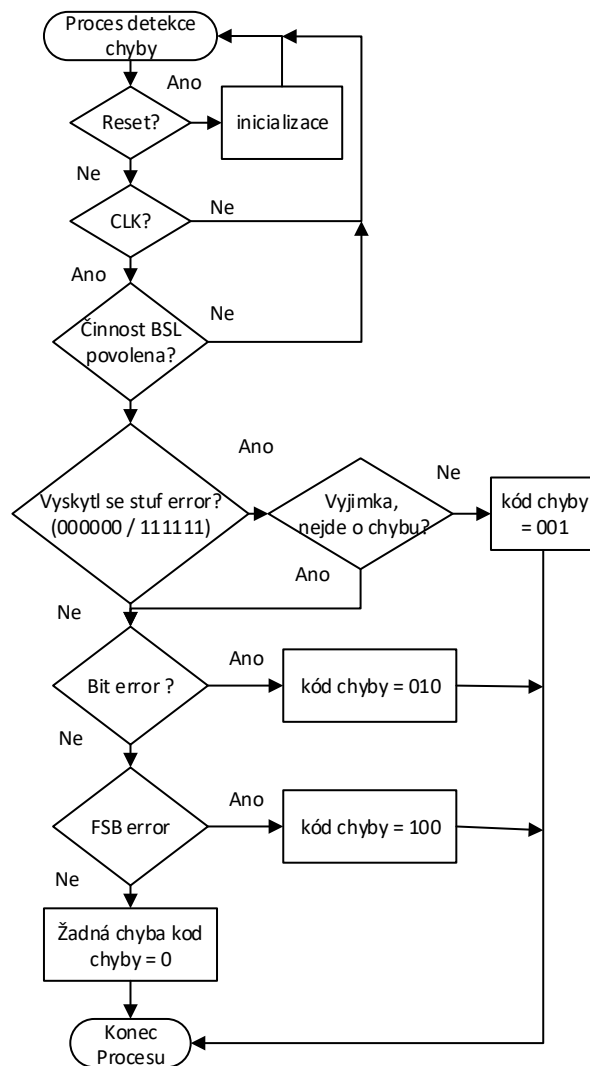 Proces detekce
chyby
Ano
Reset?
inicializace
Ne
CLK?
Ne
Ano
Činnost BSL
povolena?
Ne
Ano
Vyskytl se stuf error?
(000000 / 111111)
Vyjimka,
nejde o chybu?
Ne
kód chyby
= 001
Ano
Ne
Bit error ?
Ano
kód chyby = 010
Ne
FSB error
Ano
kód chyby = 100
Ne
Žadná chyba kod
chyby = 0
Konec
Procesu